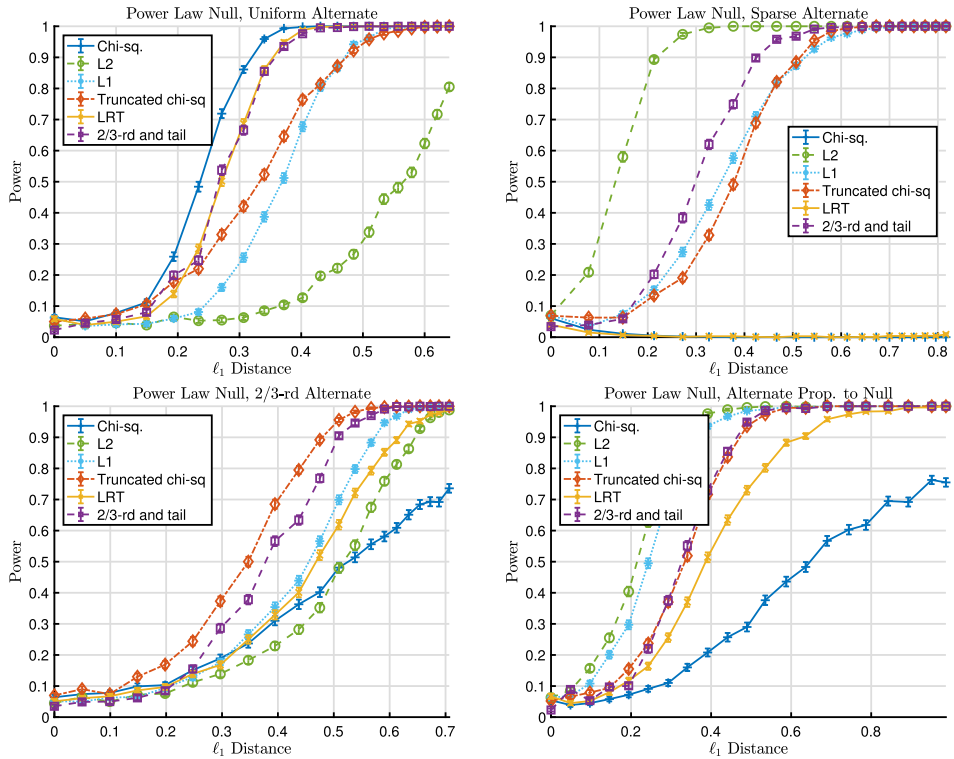 Power Law Null, Uniform Alternate
1
0.9
0.8
0.7
0.6
0.5
0.4
0.3
0.2
0.1
0
Power
Chi-sq.
L2
L1
Truncated chi-sq
LRT
2/3-rd and tail
0 0.1 0.2 0.3 0.4 0.5 0.6
ℓ1 Distance
Power Law Null, Sparse Alternate
1
0.9
0.8
0.7
0.6
0.5
0.4
0.3
0.2
0.1
0
Power
Chi-sq.
L2
L1
Truncated chi-sq
LRT
2/3-rd and tail
0 0.1 0.2 0.3 0.4 0.5 0.6 0.7 0.8
ℓ1 Distance
Power Law Null, 2/3-rd Alternate
1
0.9
0.8
0.7
0.6
0.5
0.4
0.3
0.2
0.1
0
Power
Chi-sq.
L2
L1
Truncated chi-sq
LRT
2/3-rd and tail
0 0.1 0.2 0.3 0.4 0.5 0.6 0.7
ℓ1 Distance
Power Law Null, Alternate Prop. to Null
1
0.9
0.8
0.7
0.6
0.5
0.4
0.3
0.2
0.1
0
Power
Chi-sq.
L2
L1
Truncated chi-sq
LRT
2/3-rd and tail
0 0.2 0.4 0.6 0.8
ℓ1 Distance